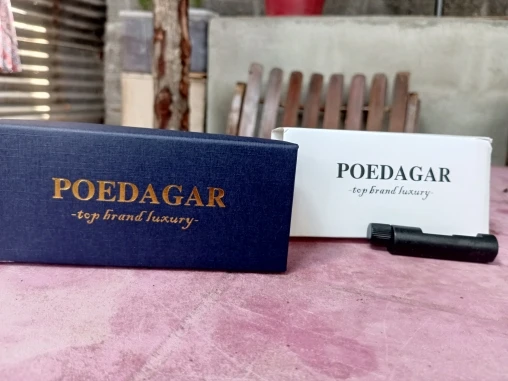 POEDAGAR
-top brand luxury-
POEDAGAR
-top brand luxury-